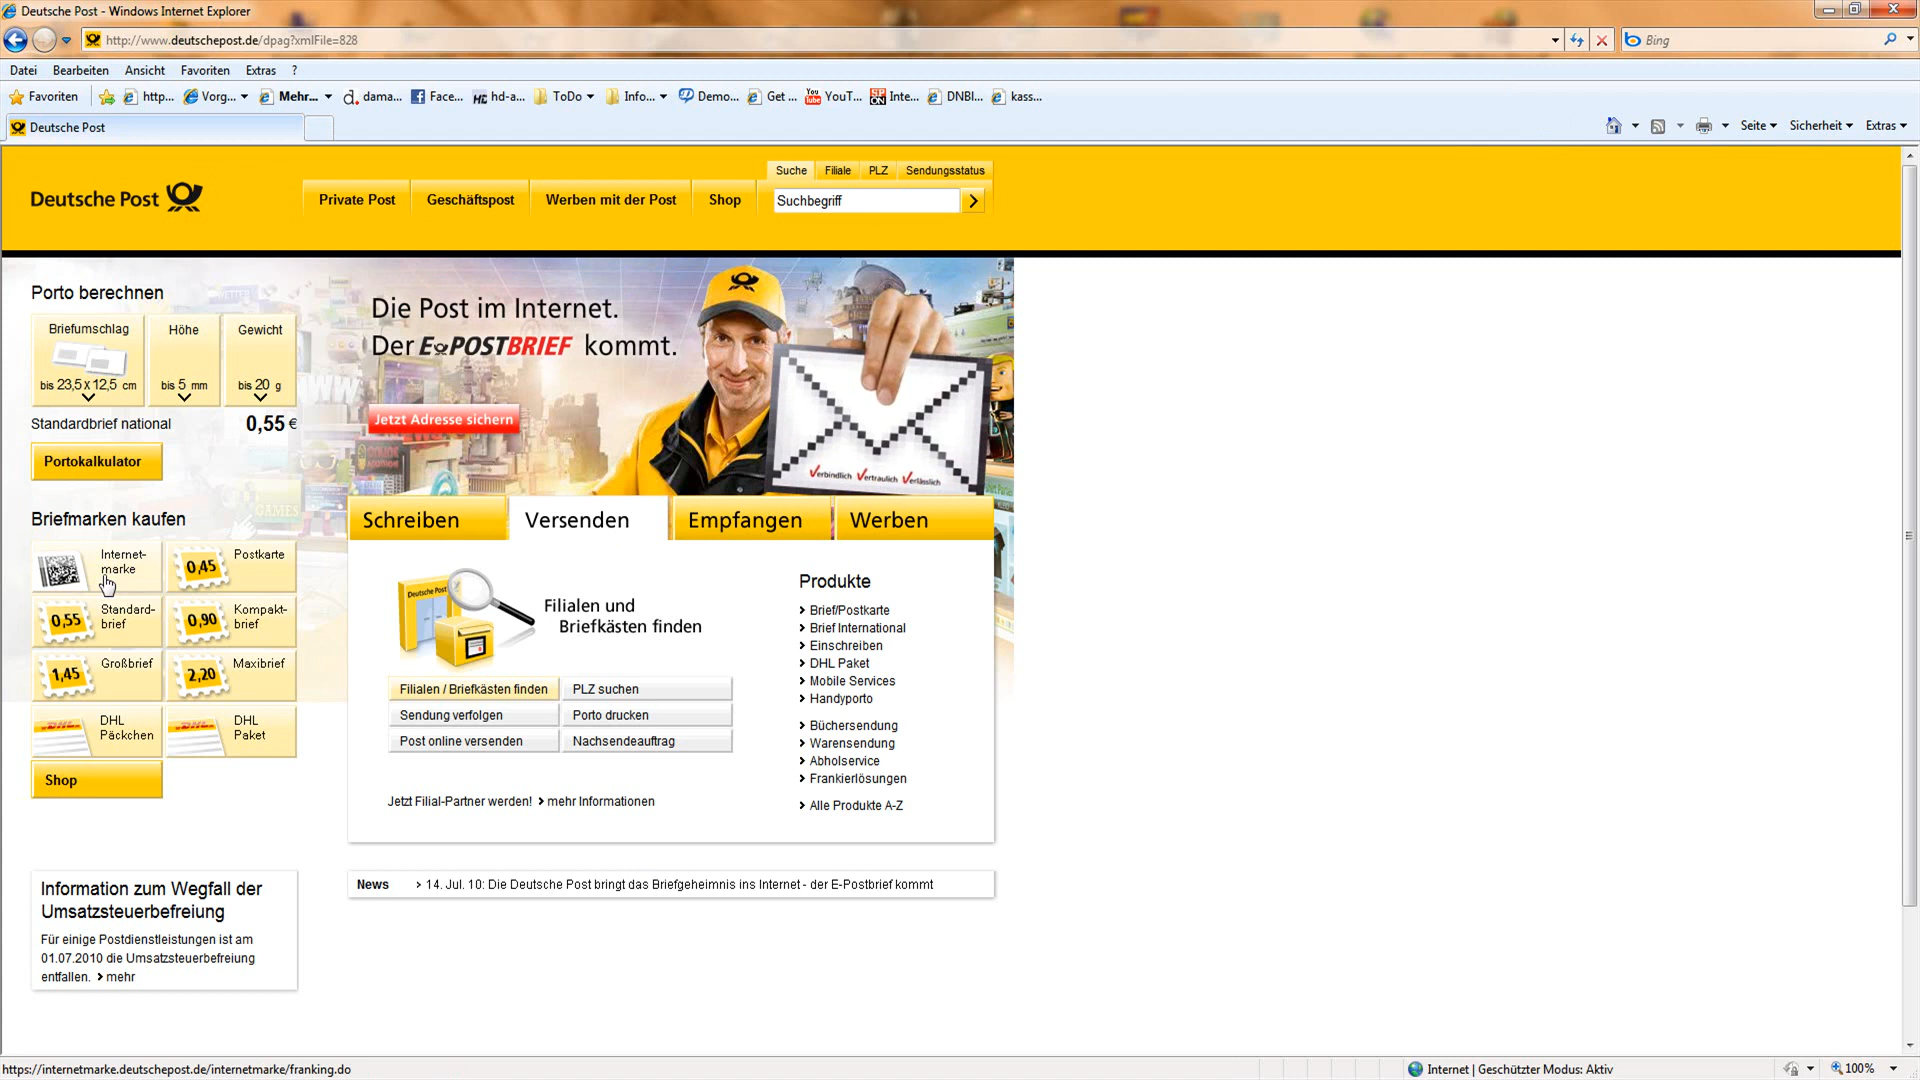 Deutsche Post - Windows Internet Explorer
http://www.deutschepost.de/dpag?xmlFile=828
Bing
Datei Bearbeiten Ansicht Favoriten Extras ?
Favoriten http... Vorg... Mehr... dama... Face... hd-a... ToDo Info... Demo... Get ... YouT... Inte... DNBI... kass...
Deutsche Post
Seite Sicherheit Extras
Suche Filiale PLZ Sendungsstatus
Deutsche Post
Private Post Geschäftspost Werben mit der Post Shop
Suchbegriff
Porto berechnen
Briefumschlag Höhe Gewicht
bis 23,5 x 12,5 cm bis 5 mm bis 20 g
Standardbrief national 0,55 €
Portokalkulator
Die Post im Internet.
Der E-POSTBRIEF kommt.
Jetzt Adresse sichern
Verbindlich Vertraulich Verlässlich
Briefmarken kaufen
Internet-
marke
0,45 Postkarte
0,55 Standard-
brief
0,90 Kompakt-
brief
1,45 Großbrief
2,20 Maxibrief
DHL
Päckchen
DHL
Paket
Shop
Schreiben Versenden Empfangen Werben
Deutsche Post
Filialen und
Briefkästen finden
Filialen / Briefkästen finden PLZ suchen
Sendung verfolgen Porto drucken
Post online versenden Nachsendeauftrag
Jetzt Filial-Partner werden! mehr Informationen
Produkte
Brief/Postkarte
Brief International
Einschreiben
DHL Paket
Mobile Services
Handyporto
Büchersendung
Warensendung
Abholservice
Frankierlösungen
Alle Produkte A-Z
News 14. Jul. 10: Die Deutsche Post bringt das Briefgeheimnis ins Internet - der E-Postbrief kommt
Information zum Wegfall der
Umsatzsteuerbefreiung
Für einige Postdienstleistungen ist am
01.07.2010 die Umsatzsteuerbefreiung
entfallen. mehr
https://internetmarke.deutschepost.de/internetmarke/franking.do
Internet | Geschützter Modus: Aktiv
100%